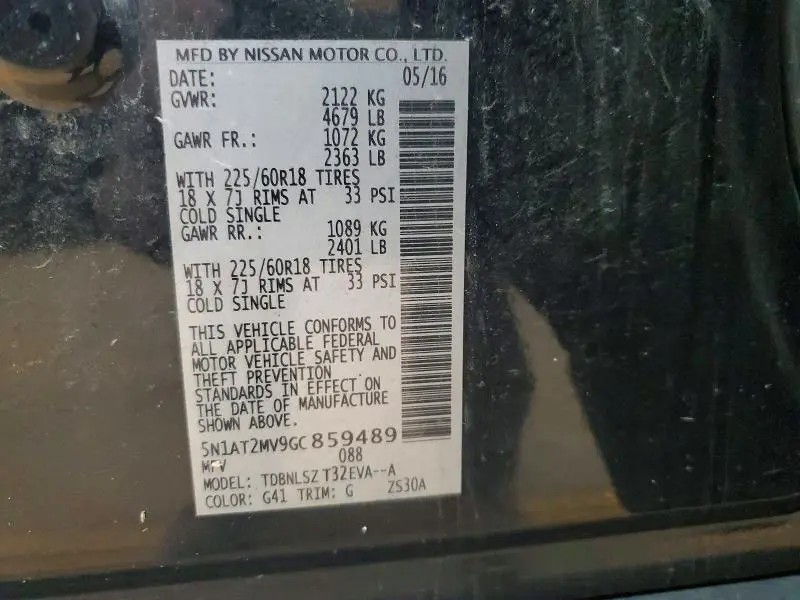 MFD BY NISSAN MOTOR CO., LTD.
DATE: 05/16
GVWR: 2122 KG
4679 LB
GAWR FR.: 1072 KG
2363 LB
WITH 225/60R18 TIRES
18 X 7J RIMS AT 33 PSI
COLD SINGLE
GAWR RR.: 1089 KG
2401 LB
WITH 225/60R18 TIRES
18 X 7J RIMS AT 33 PSI
COLD SINGLE
THIS VEHICLE CONFORMS TO
ALL APPLICABLE FEDERAL
MOTOR VEHICLE SAFETY AND
THEFT PREVENTION
STANDARDS IN EFFECT ON
THE DATE OF MANUFACTURE
SHOWN ABOVE.
5N1AT2MV9GC859489
MPV 088
MODEL: TDBNLSZ T32EVA--A
COLOR: G41 TRIM: G ZS30A